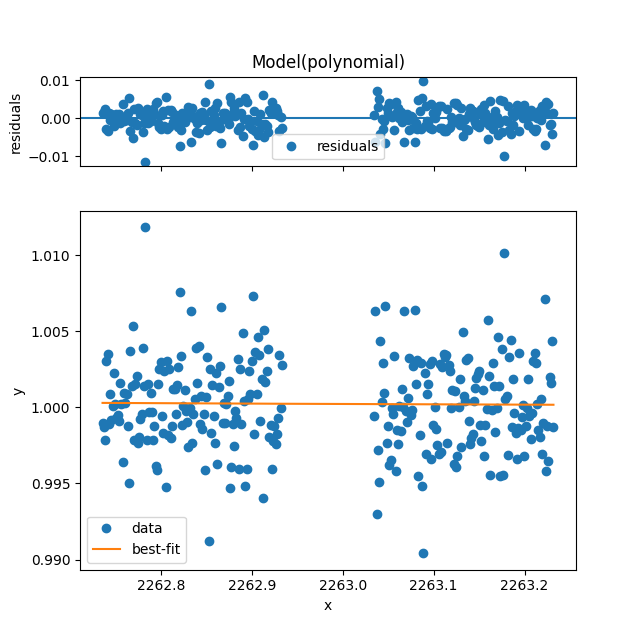 Model(polynomial)
0.01
0.00
−0.01
residuals
residuals
1.010
1.005
1.000
0.995
0.990
y
data
best-fit
2262.8 2262.9 2263.0 2263.1 2263.2
x